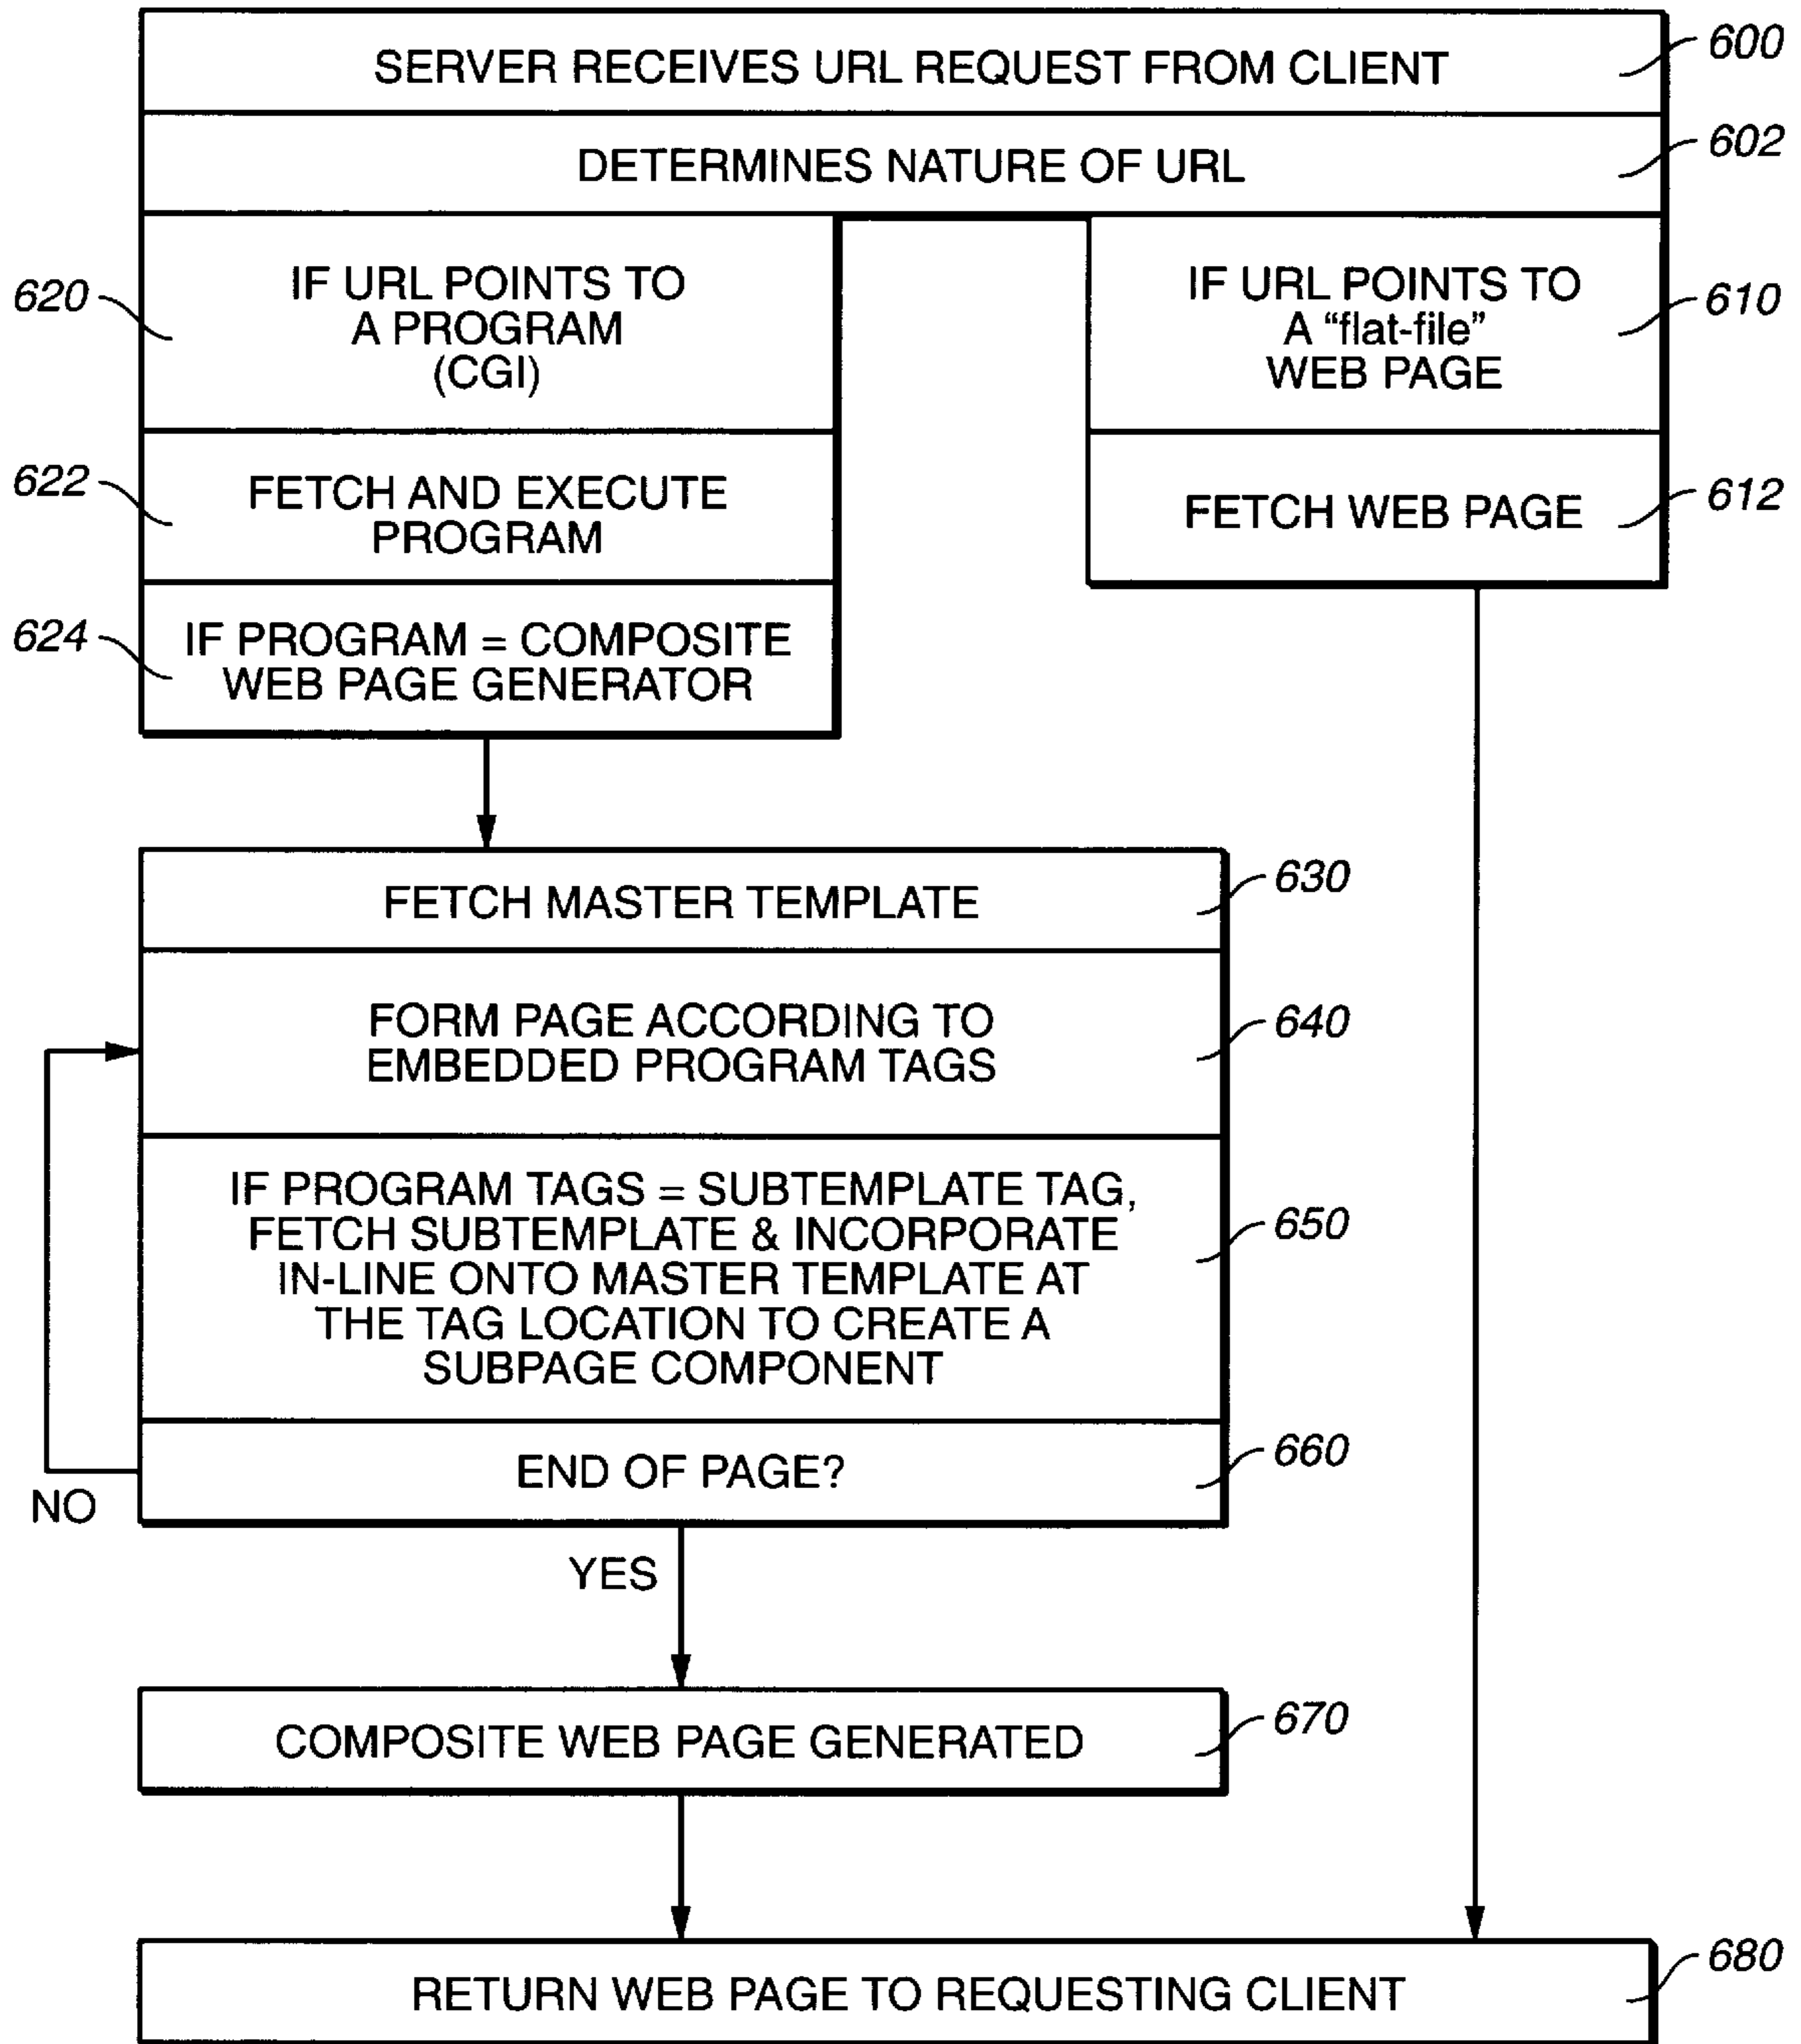 SERVER RECEIVES URL REQUEST FROM CLIENT
600
DETERMINES NATURE OF URL
602
620
IF URL POINTS TO
A PROGRAM
(CGI)
IF URL POINTS TO
A “flat-file”
WEB PAGE
610
622
FETCH AND EXECUTE
PROGRAM
FETCH WEB PAGE
612
624
IF PROGRAM = COMPOSITE
WEB PAGE GENERATOR
FETCH MASTER TEMPLATE
630
FORM PAGE ACCORDING TO
EMBEDDED PROGRAM TAGS
640
IF PROGRAM TAGS = SUBTEMPLATE TAG,
FETCH SUBTEMPLATE & INCORPORATE
IN-LINE ONTO MASTER TEMPLATE AT
THE TAG LOCATION TO CREATE A
SUBPAGE COMPONENT
650
END OF PAGE?
660
NO
YES
COMPOSITE WEB PAGE GENERATED
670
RETURN WEB PAGE TO REQUESTING CLIENT
680